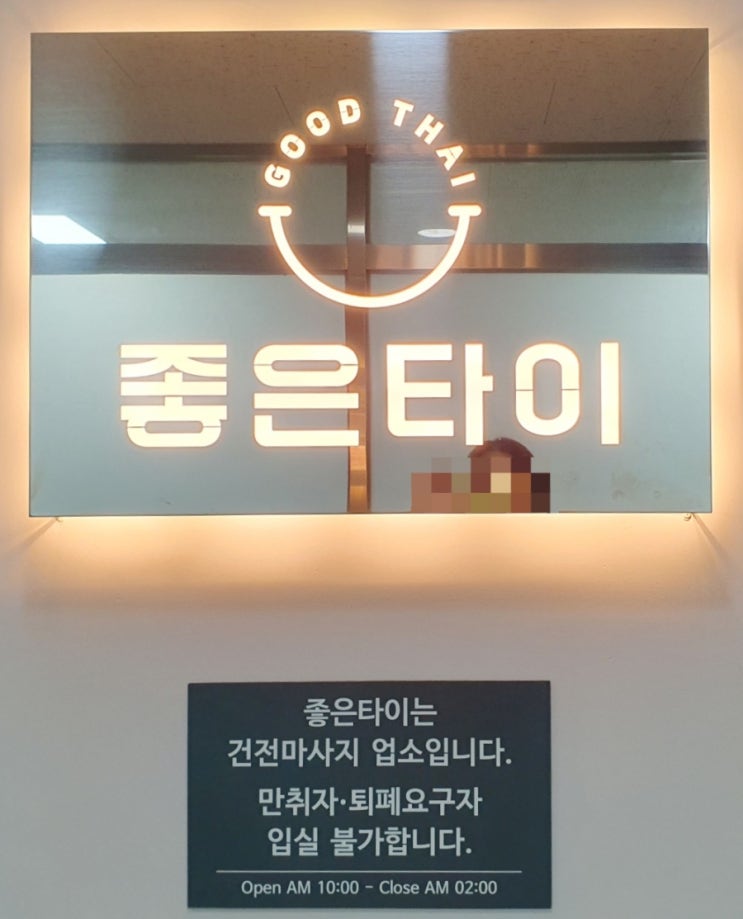 GOOD THAI
좋은타이
좋은타이는
건전마사지 업소입니다.
만취자·퇴폐요구자
입실 불가합니다.
Open AM 10:00 - Close AM 02:00